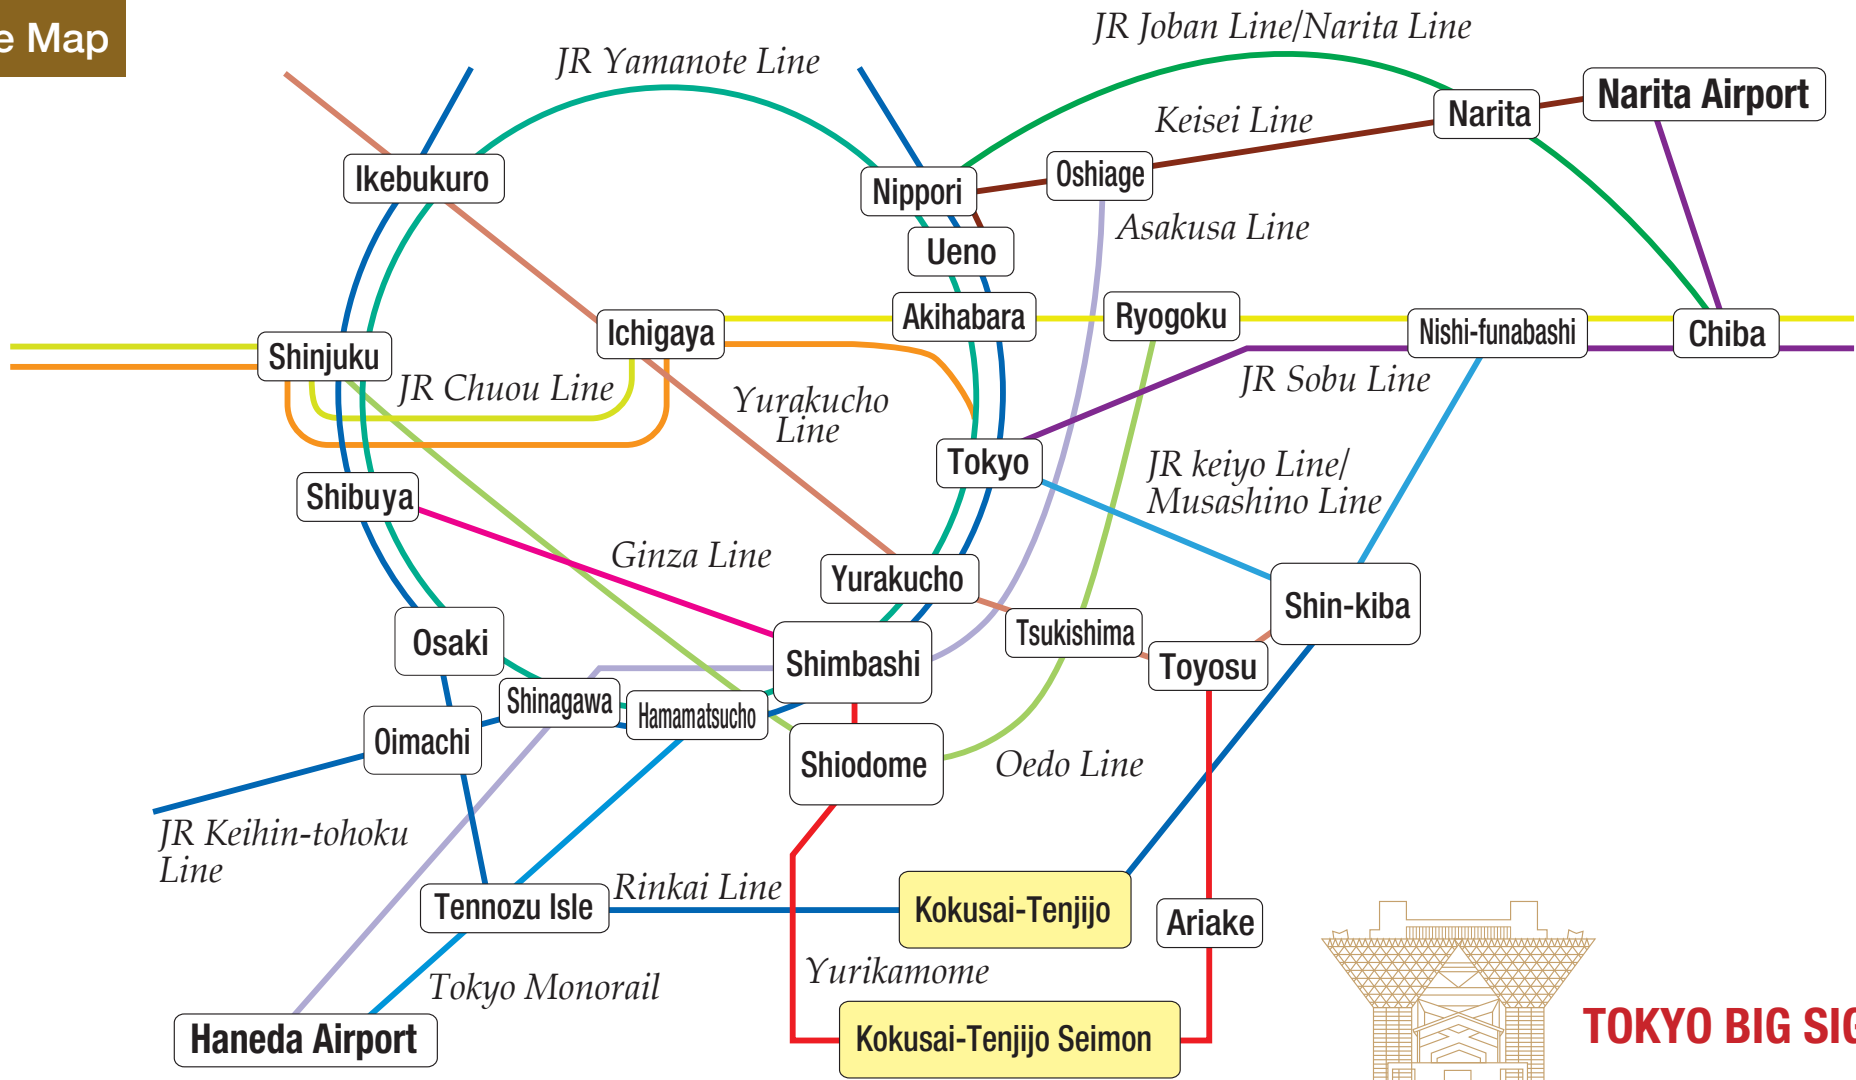 e Map
JR Joban Line/Narita Line
JR Yamanote Line
Narita Airport
Narita
Keisei Line
Ikebukuro
Nippori
Oshiage
Asakusa Line
Ueno
Akihabara
Ryogoku
Ichigaya
Nishi-funabashi
Chiba
Shinjuku
JR Chuou Line
Yurakucho
Line
JR Sobu Line
Tokyo
JR keiyo Line/
Musashino Line
Shibuya
Ginza Line
Yurakucho
Shin-kiba
Osaki
Tsukishima
Shimbashi
Toyosu
Shinagawa
Hamamatsucho
Oimachi
Shiodome
Oedo Line
JR Keihin-tohoku
Line
Rinkai Line
Tennozu Isle
Kokusai-Tenjijo
Ariake
Tokyo Monorail
Yurikamome
Haneda Airport
Kokusai-Tenjijo Seimon
TOKYO BIG SIG